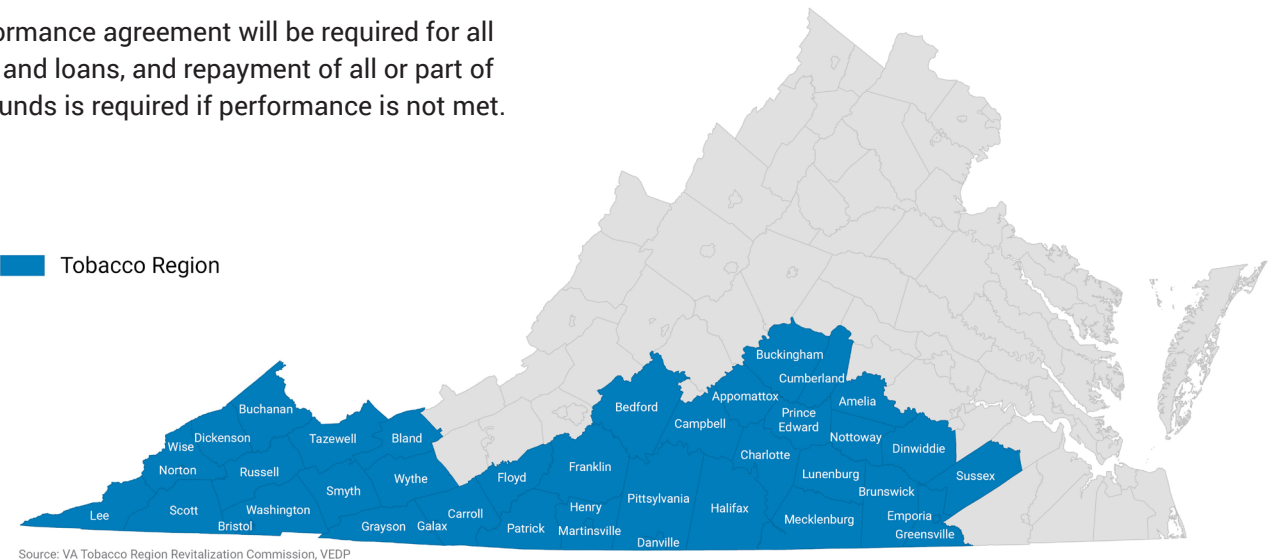 ormance agreement will be required for all
and loans, and repayment of all or part of
unds is required if performance is not met.
Tobacco Region
Buckingham
Cumberland
Buchanan
Bedford
Appomattox
Amelia
Prince
Edward
Campbell
Wise
Dickenson
Tazewell
Bland
Nottoway
Dinwiddie
Charlotte
Norton
Russell
Wythe
Floyd
Franklin
Lunenburg
Sussex
Smyth
Brunswick
Pittsylvania
Lee
Scott
Washington
Carroll
Henry
Halifax
Mecklenburg
Emporia
Bristol
Grayson
Galax
Patrick
Martinsville
Greensville
Danville
Source: VA Tobacco Region Revitalization Commission, VEDP